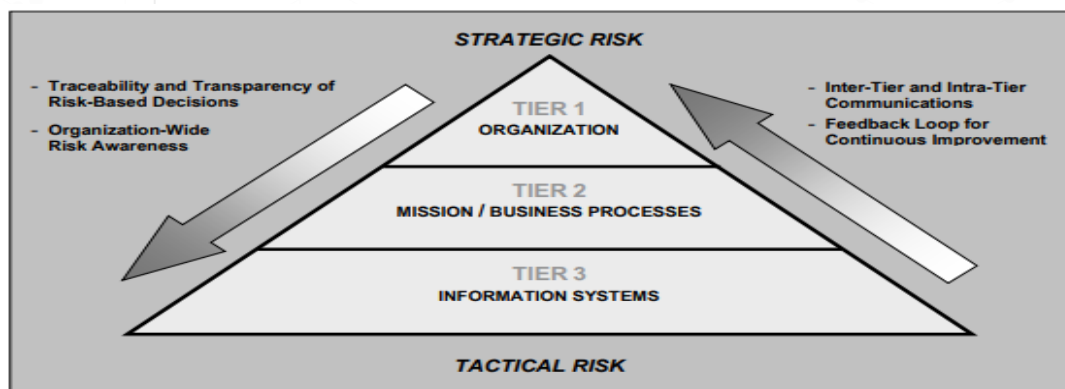 STRATEGIC RISK
- Traceability and Transparency of
Risk-Based Decisions
- Organization-Wide
Risk Awareness
- Inter-Tier and Intra-Tier
Communications
- Feedback Loop for
Continuous Improvement
TIER 1
ORGANIZATION
TIER 2
MISSION / BUSINESS PROCESSES
TIER 3
INFORMATION SYSTEMS
TACTICAL RISK